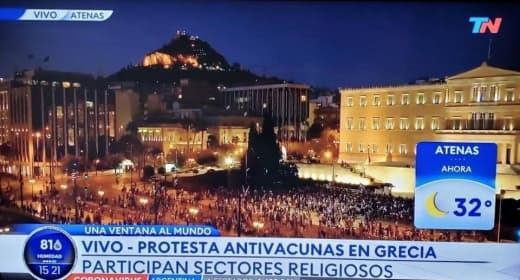 VIVO / ATENAS
TN
ATENAS
AHORA
32°
UNA VENTANA AL MUNDO
81%
HUMEDAD
15:21
VIVO - PROTESTA ANTIVACUNAS EN GRECIA
PARTICIPAN SECTORES RELIGIOSOS
CORONAVIRUS ARGENTINA